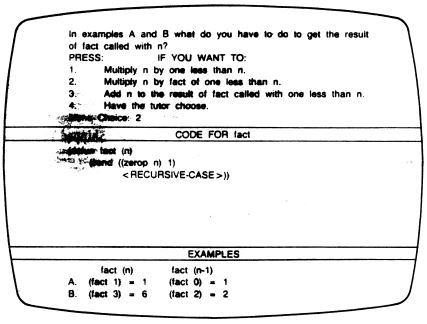 In examples A and B what do you have to do to get the result
of fact called with n?
PRESS: IF YOU WANT TO:
1. Multiply n by one less than n.
2. Multiply n by fact of one less than n.
3. Add n to the result of fact called with one less than n.
4. Have the tutor choose.
Choice: 2
CODE FOR fact
fact (n)
((zerop n) 1)
<RECURSIVE-CASE>))
EXAMPLES
fact (n) fact (n-1)
A. (fact 1) = 1 (fact 0) = 1
B. (fact 3) = 6 (fact 2) = 2